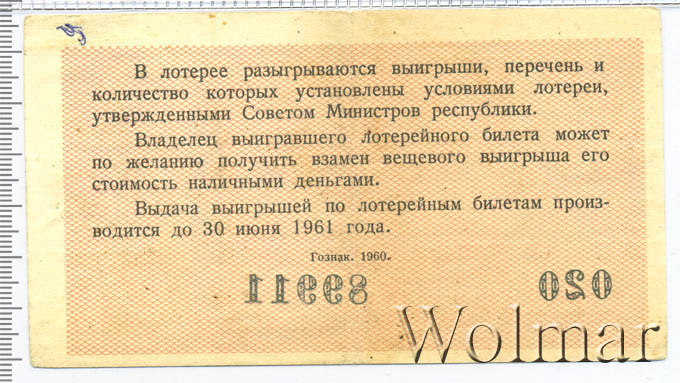 В лотерее разыгрываются выигрыши, перечень и
количество которых установлены условиями лотереи,
утвержденными Советом Министров республики.
Владелец выигравшего лотерейного билета может
по желанию получить взамен вещевого выигрыша его
стоимость наличными деньгами.
Выдача выигрышей по лотерейным билетам произ-
водится до 30 июня 1961 года.
Гознак. 1960.
89911 020
Wolmar